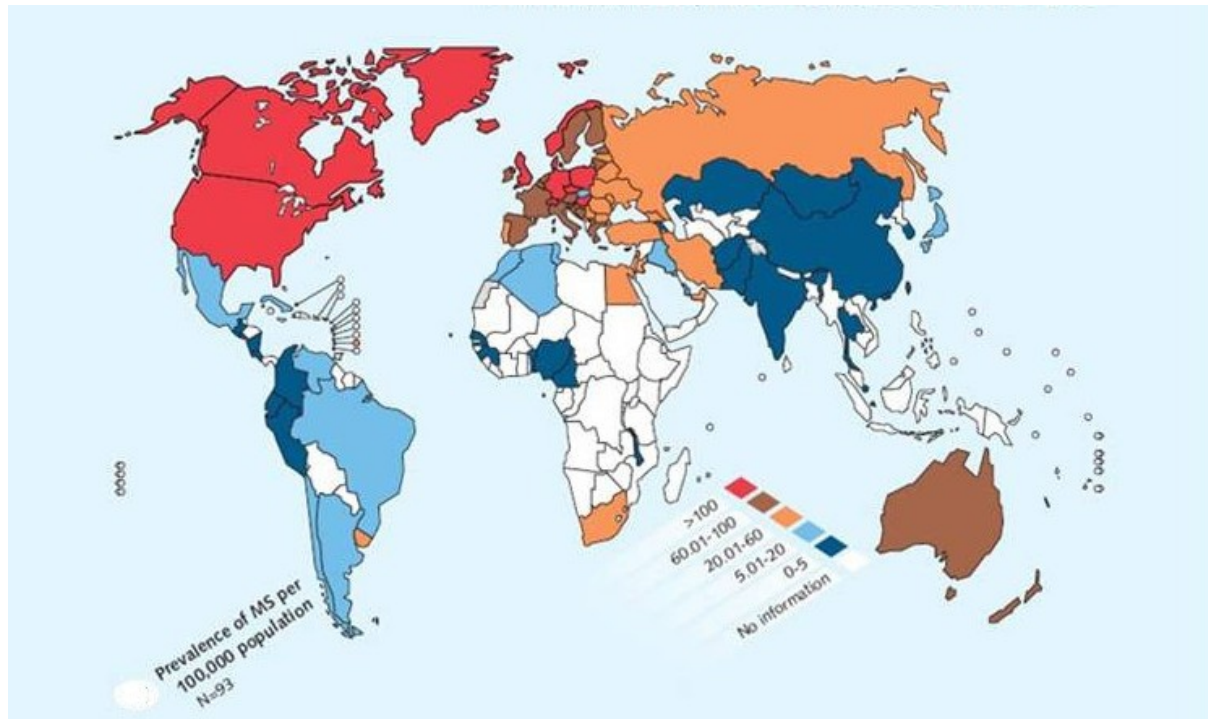 >100
60.01-100
20.01-60
5.01-20
0-5
No information
Prevalence of MS per
100,000 population
N=93